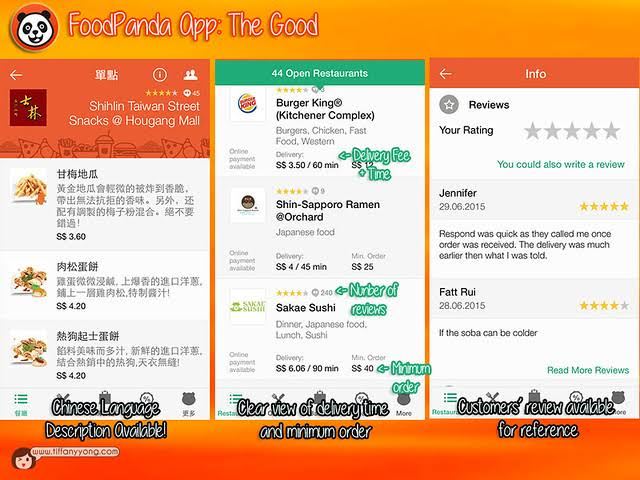 FoodPanda App: The Good
單點
45
Shihlin Taiwan Street
Snacks @ Hougang Mall
士林
甘梅地瓜
黃金地瓜會輕微的被炸到香脆，
帶出無法抗拒的香味。另外，还
配有調製的梅子粉混合。絕不要
錯過！
S$ 3.60
肉松蛋餅
雞蛋微微浸鹹, 上爆香的進口洋蔥,
鋪上一層雞肉松,特制醬汁!
S$ 4.20
熱狗起士蛋餅
餡料美味而多汁, 新鮮的進口洋蔥,
結合熱銷中的热狗,天衣無縫!
S$ 4.20
餐廳
更多
Chinese Language
Description Available!
44 Open Restaurants
BURGER KING
Burger King®
(Kitchener Complex)
Burgers, Chicken, Fast
Food, Western
Online
payment
available
Delivery:
S$ 3.50 / 60 min
<- Delivery Fee
+ Time
9
Shin-Sapporo Ramen
@Orchard
Japanese food
Online
payment
available
Delivery:
S$ 4 / 45 min
Min. Order
S$ 25
240
<- Number of
reviews
SAKAE
SUSHI
Sakae Sushi
Dinner, Japanese food,
Lunch, Sushi
Online
payment
available
Delivery:
S$ 6.06 / 90 min
Min. Order
S$ 40
<- Minimum
order
More
Clear view of delivery time
and minimum order
Info
Reviews
Your Rating
You could also write a review
Jennifer
29.06.2015
Respond was quick as they called me once
order was received. The delivery was much
earlier then what I was told.
Fatt Rui
28.06.2015
If the soba can be colder
Read More Reviews
More
Customers' review available
for reference
www.tiffanyyong.com